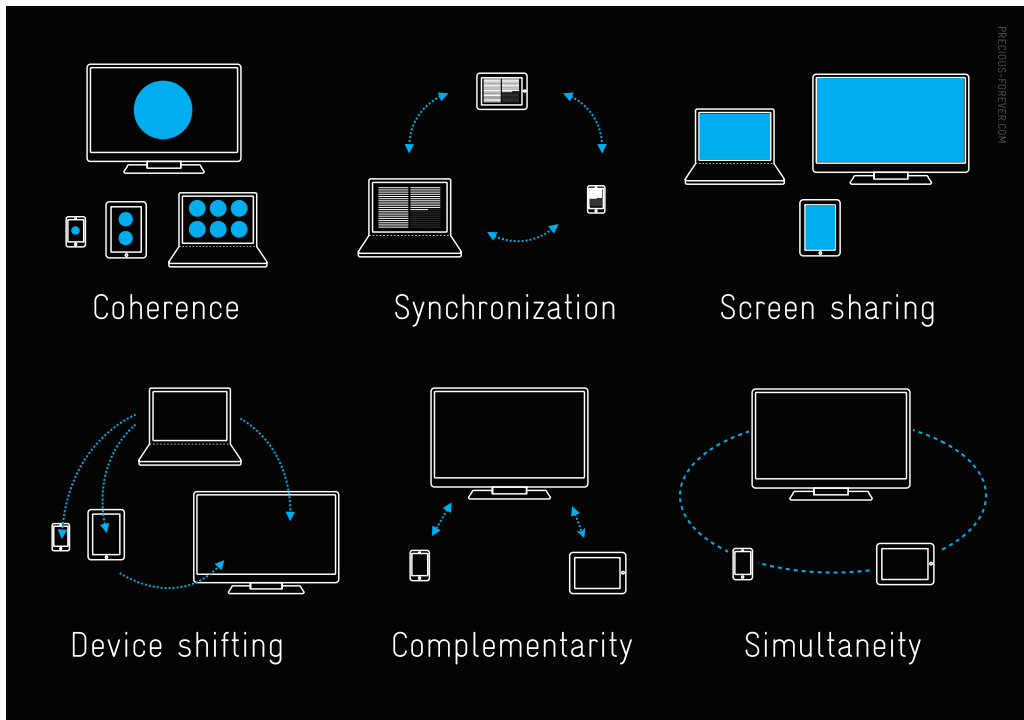 Coherence
Synchronization
Screen sharing
Device shifting
Complementarity
Simultaneity
PRECIOUS-FOREVER.COM